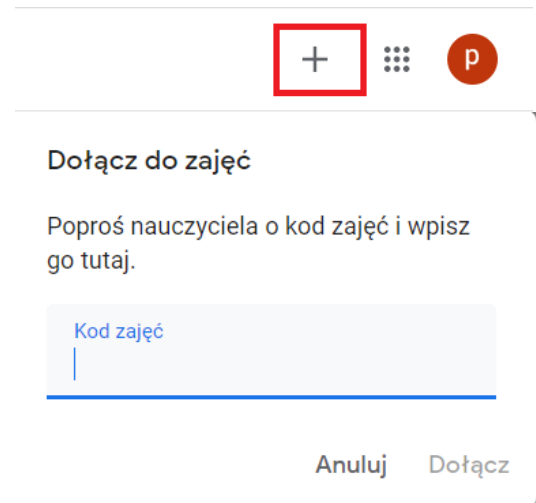 p
Dołącz do zajęć
Poproś nauczyciela o kod zajęć i wpisz
go tutaj.
Kod zajęć
Anuluj Dołącz